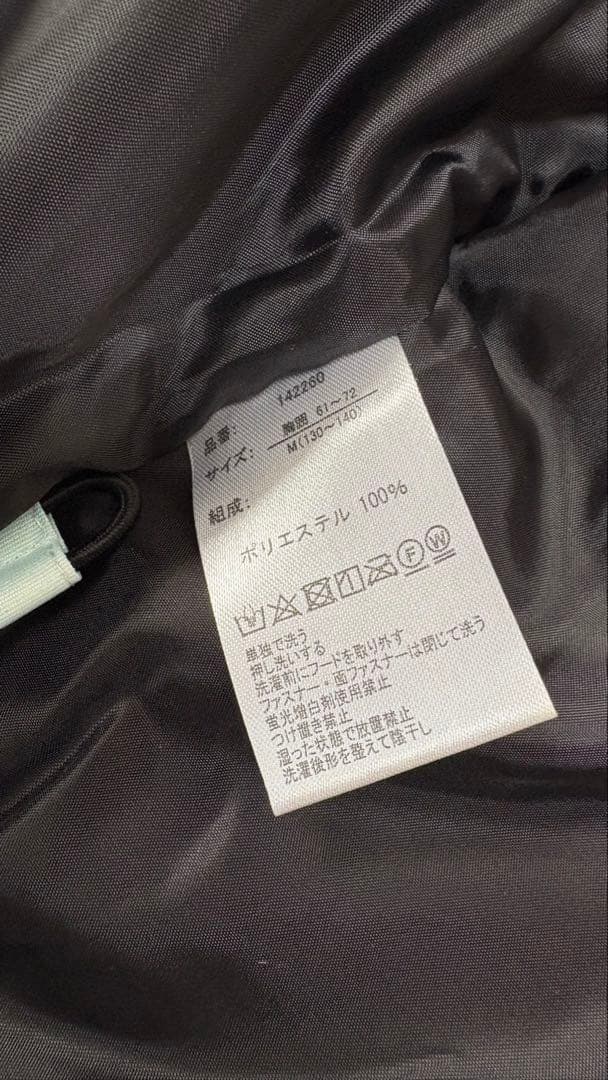 品番: 142260
サイズ: 胸囲 61～72
M(130～140)
組成:
ポリエステル 100%
F W
単独で洗う
押し洗いする
洗濯前にフードを取り外す
ファスナー・面ファスナーは閉じて洗う
蛍光増白剤使用禁止
つけ置き禁止
湿った状態で放置禁止
洗濯後形を整えて陰干し